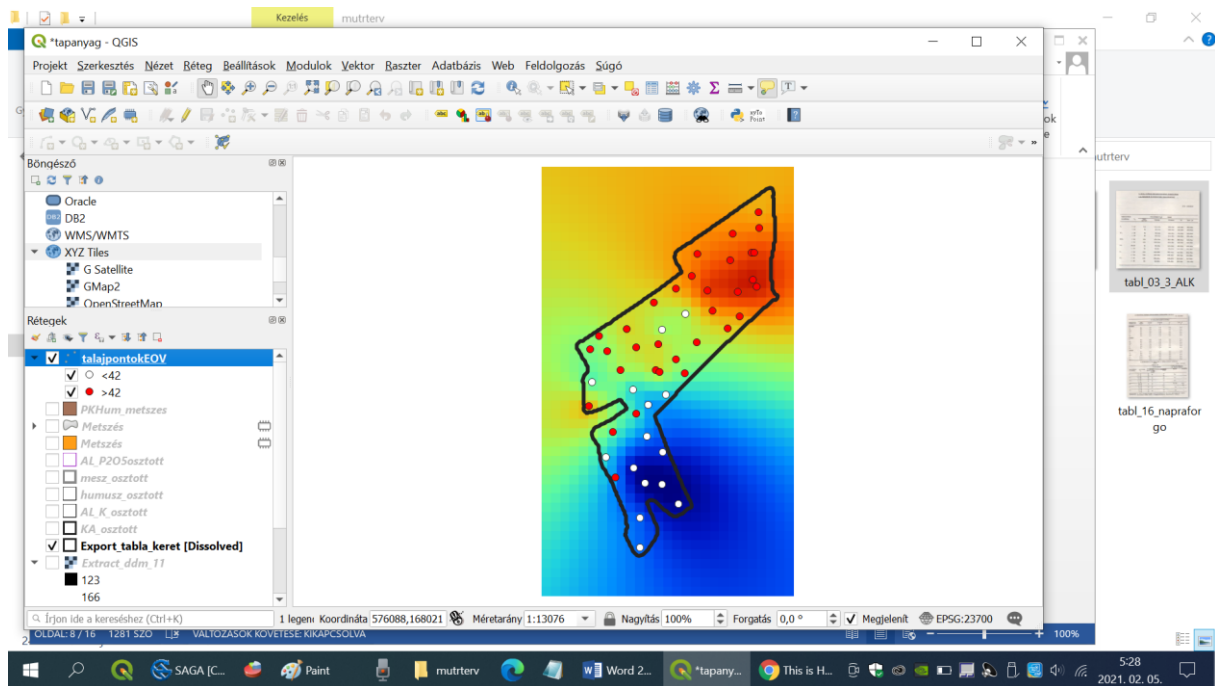 Kezelés mutrterv
*tapanyag - QGIS
Projekt Szerkesztés Nézet Réteg Beállítások Modulok Vektor Raszter Adatbázis Web Feldolgozás Súgó
Böngésző
Oracle
DB2
WMS/WMTS
XYZ Tiles
G Satellite
GMap2
OpenStreetMap
Rétegek
talajpontokEOV
<42
>42
PKHum_metszes
Metszés
Metszés
AL_P2O5osztott
mesz_osztott
humusz_osztott
AL_K_osztott
KA_osztott
Export_tabla_keret [Dissolved]
Extract_ddm_11
123
166
Írjon ide a kereséshez (Ctrl+K) 1 legen Koordináta 576088,168021 Méretarány 1:13076 Nagyítás 100% Forgatás 0,0 ° Megjelenít EPSG:23700
OLDAL: 8 / 16 1281 SZÓ VÁLTOZÁSOK KÖVETÉSE: KIKAPCSOLVA 100%
tabl_03_3_ALK
tabl_16_naprafor
go
SAGA [C... Paint mutrterv Word 2... *tapany... This is H... 5:28
2021. 02. 05.